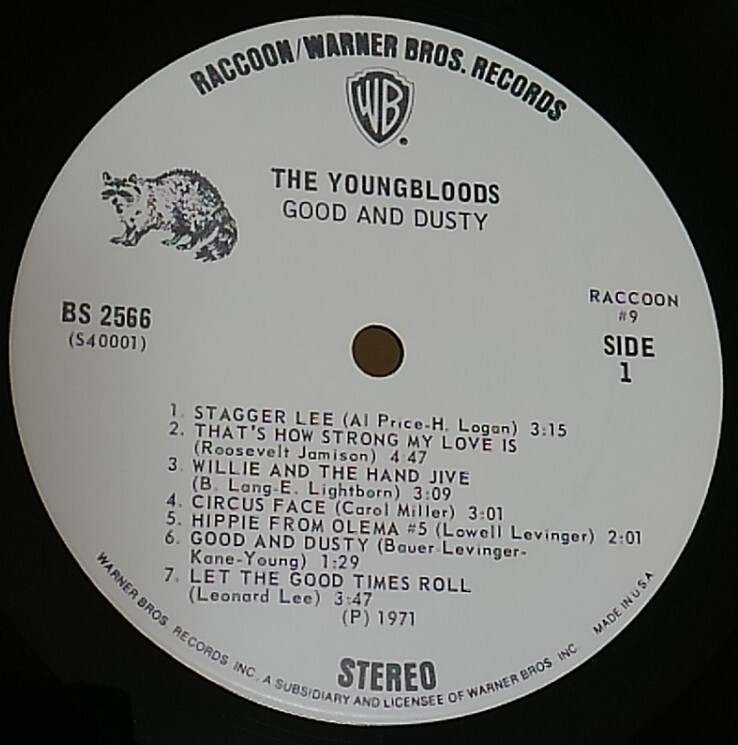 RACCOON/WARNER BROS. RECORDS
WB
THE YOUNGBLOODS
GOOD AND DUSTY
BS 2566
(S40001)
RACCOON
#9
SIDE
1
1. STAGGER LEE (Al Price-H. Logan) 3:15
2. THAT'S HOW STRONG MY LOVE IS
(Roosevelt Jamison) 4:47
3. WILLIE AND THE HAND JIVE
(B. Lang-E. Lightborn) 3:09
4. CIRCUS FACE (Carol Miller) 3:01
5. HIPPIE FROM OLEMA #5 (Lowell Levinger) 2:01
6. GOOD AND DUSTY (Bauer-Levinger-
Kane-Young) 1:29
7. LET THE GOOD TIMES ROLL
(Leonard Lee) 3:47
(P) 1971
STEREO
WARNER BROS. RECORDS INC., A SUBSIDIARY AND LICENSEE OF WARNER BROS. INC. MADE IN U.S.A.